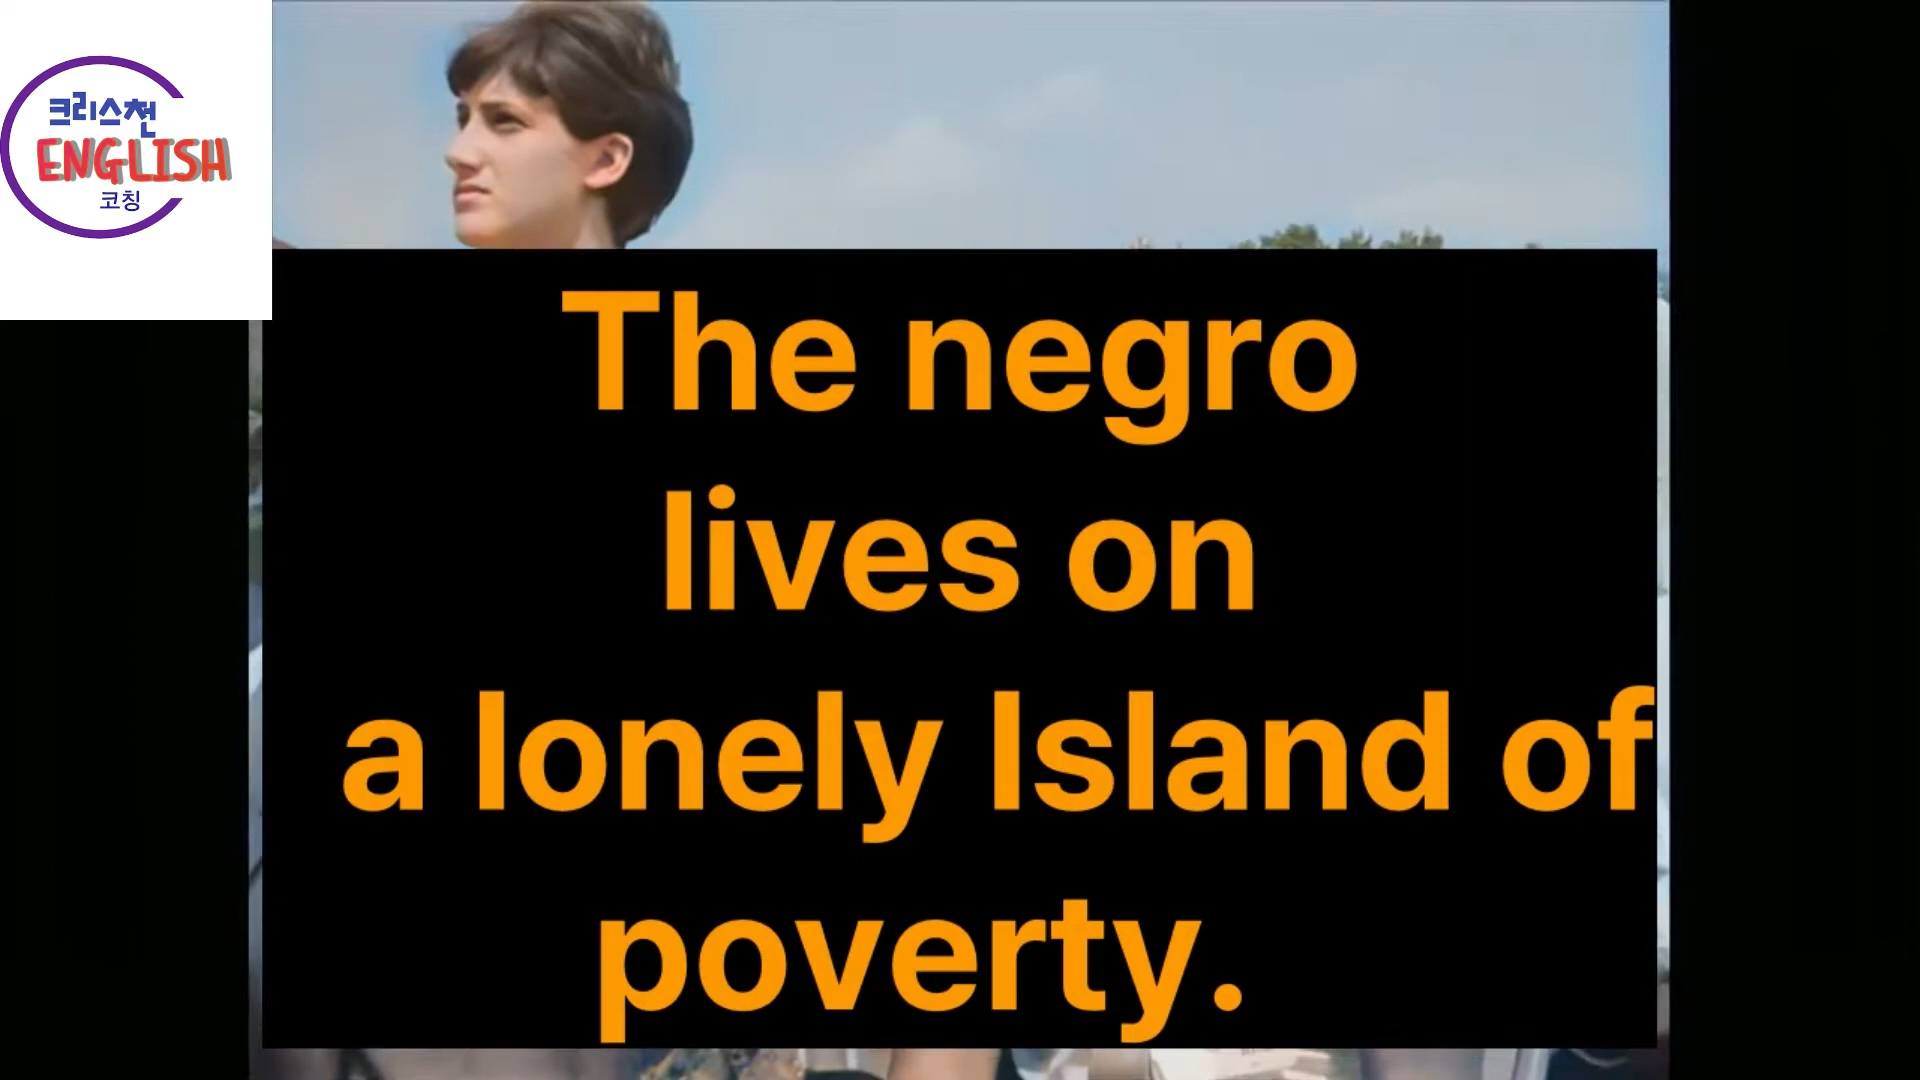 크리스천
ENGLISH
코칭
The negro
lives on
a lonely Island of
poverty.